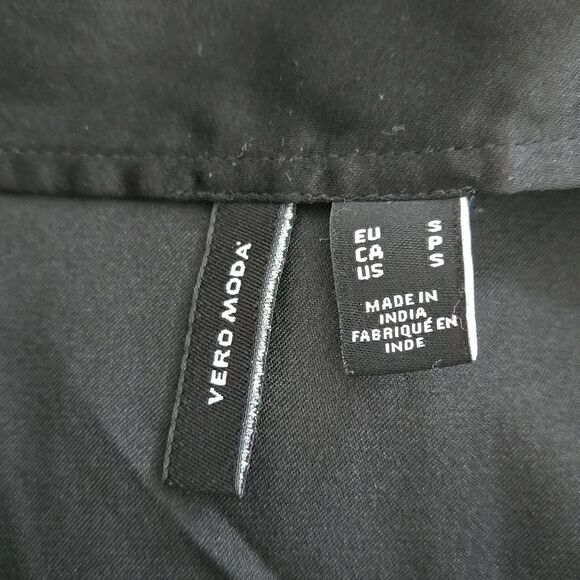 VERO MODA
EU S
CA P
US S
MADE IN
INDIA
FABRIQUÉ EN
INDE